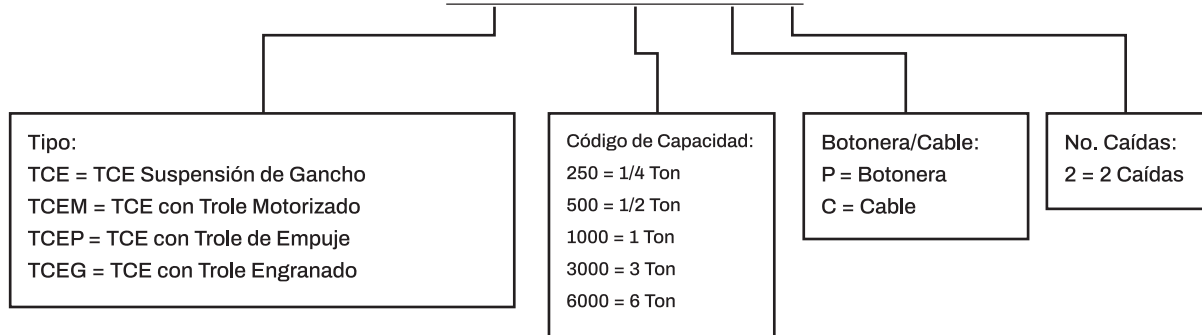 Tipo:
TCE = TCE Suspensión de Gancho
TCEM = TCE con Trole Motorizado
TCEP = TCE con Trole de Empuje
TCEG = TCE con Trole Engranado
Código de Capacidad:
250 = 1/4 Ton
500 = 1/2 Ton
1000 = 1 Ton
3000 = 3 Ton
6000 = 6 Ton
Botonera/Cable:
P = Botonera
C = Cable
No. Caídas:
2 = 2 Caídas